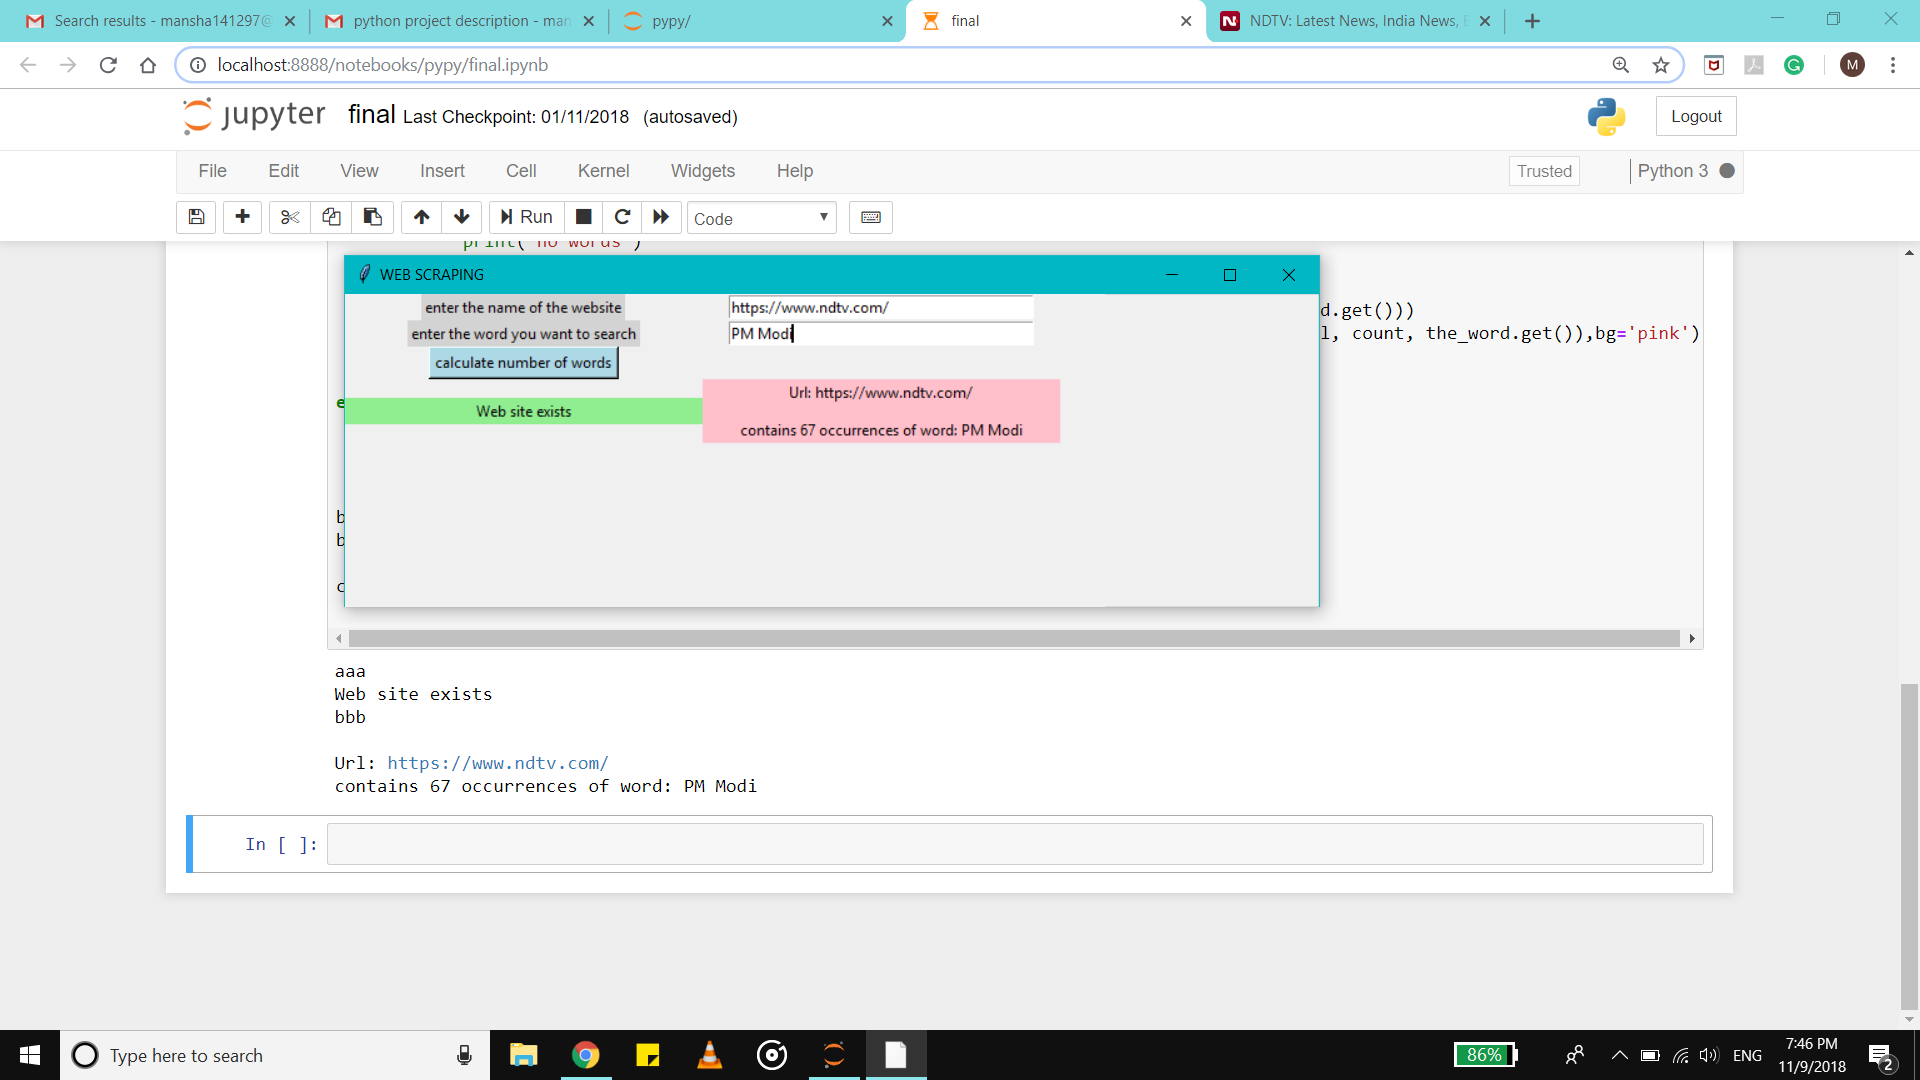 Search results - mansha141297@
python project description - man
pypy/
final
NDTV: Latest News, India News,
localhost:8888/notebooks/pypy/final.ipynb
M
jupyter final Last Checkpoint: 01/11/2018 (autosaved)
Logout
File Edit View Insert Cell Kernel Widgets Help
Trusted
Python 3
Run
Code
print('no words')
WEB SCRAPING
enter the name of the website
https://www.ndtv.com/
d.get()))
enter the word you want to search
PM Modi
l, count, the_word.get()),bg='pink')
calculate number of words
Url: https://www.ndtv.com/
e
Web site exists
contains 67 occurrences of word: PM Modi
b
b
c
aaa
Web site exists
bbb
Url: https://www.ndtv.com/
contains 67 occurrences of word: PM Modi
In [ ]:
Type here to search
86%
ENG
7:46 PM
11/9/2018
2